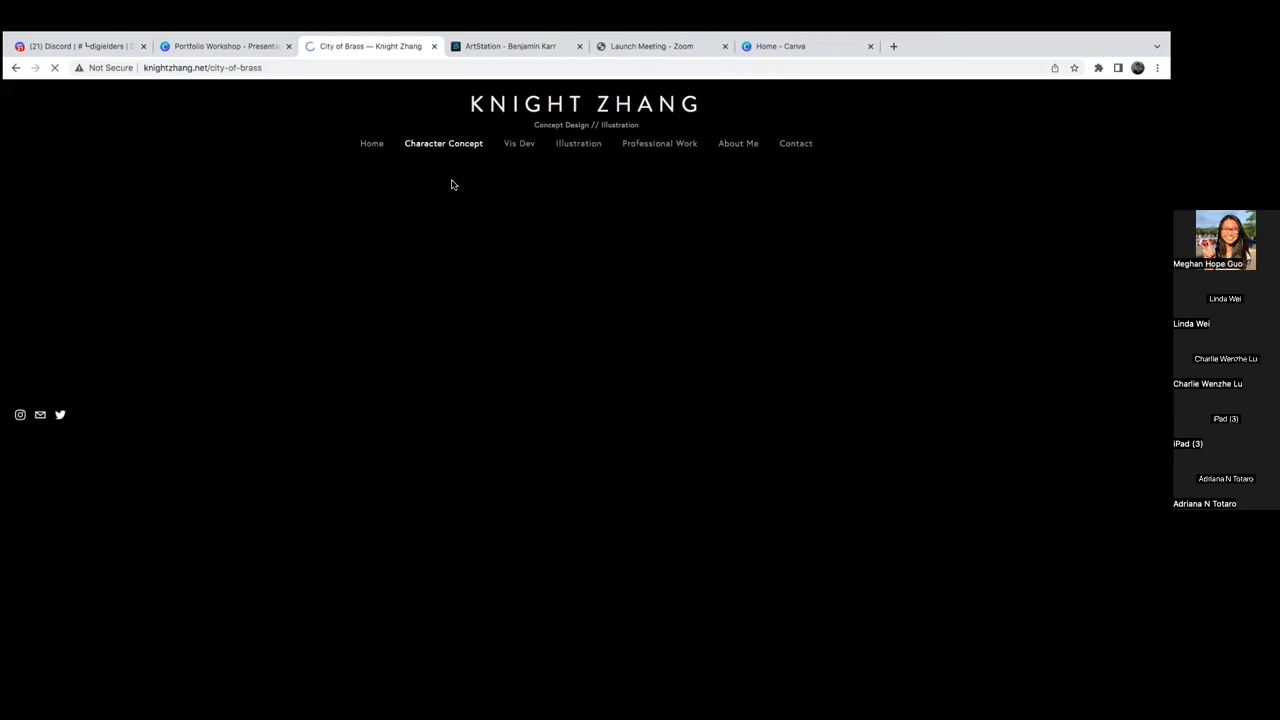 (21) Discord | # ┗digielders | D
Portfolio Workshop - Presenta
City of Brass — Knight Zhang
ArtStation - Benjamin Karr
Launch Meeting - Zoom
Home - Canva
Not Secure
knightzhang.net/city-of-brass
KNIGHT ZHANG
Concept Design // Illustration
Home Character Concept Vis Dev Illustration Professional Work About Me Contact
Meghan Hope Guo
Linda Wei
Linda Wei
Charlie Wenzhe Lu
Charlie Wenzhe Lu
iPad (3)
iPad (3)
Adriana N Totaro
Adriana N Totaro